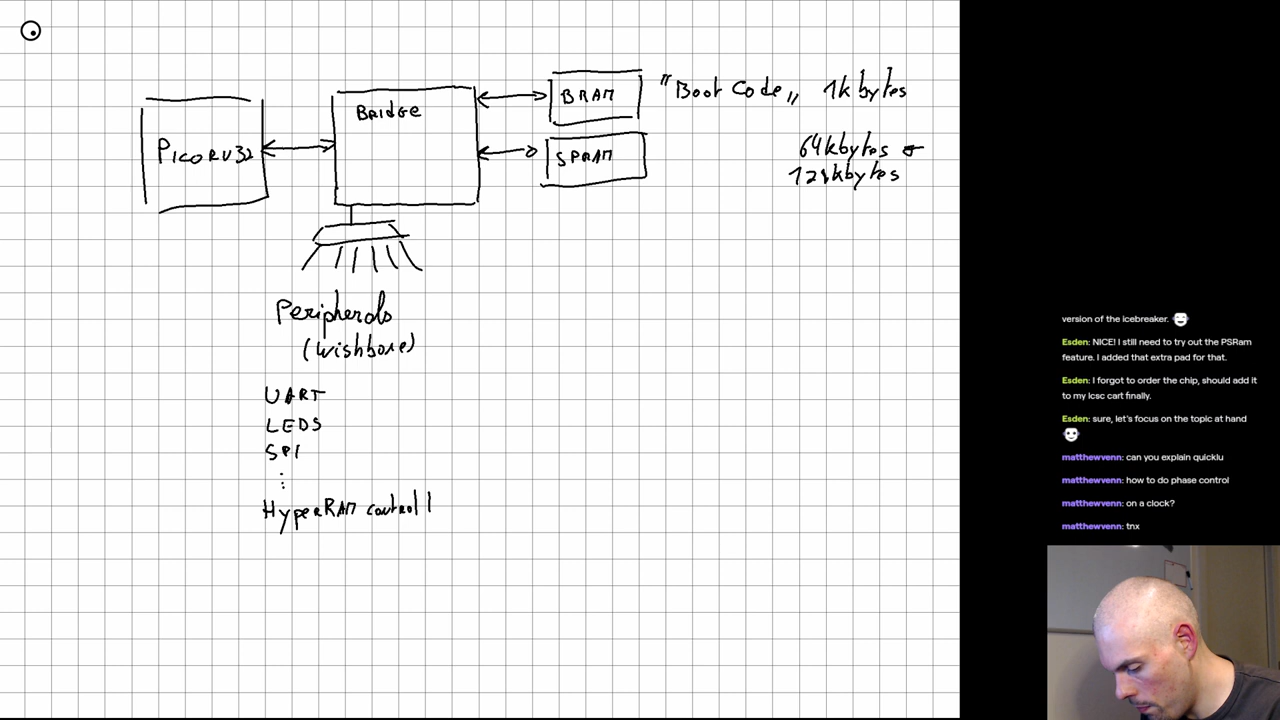 PICORV32
Bridge
BRAM
"Boot Code„ 1kbytes
SPRAM
64kbytes or
128kbytes
Peripherals
(wishbone)
UART
LEDS
SPI
⋮
HyperRAM control
version of the icebreaker.
Esden: NICE! I still need to try out the PSRam
feature. I added that extra pad for that.
Esden: I forgot to order the chip, should add it
to my lcsc cart finally.
Esden: sure, let's focus on the topic at hand
matthewvenn: can you explain quicklu
matthewvenn: how to do phase control
matthewvenn: on a clock?
matthewvenn: tnx